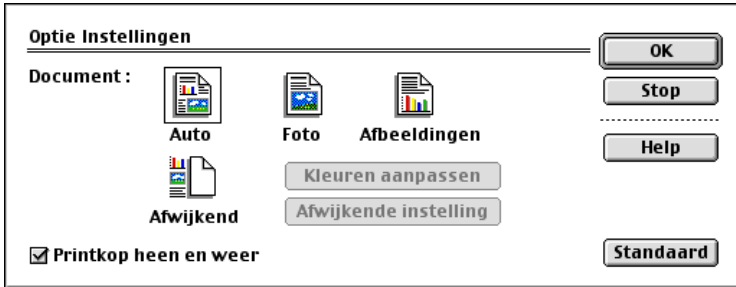 Optie Instellingen
OK
Document :
Stop
Auto
Foto
Afbeeldingen
Help
Kleuren aanpassen
Afwijkend
Afwijkende instelling
Printkop heen en weer
Standaard